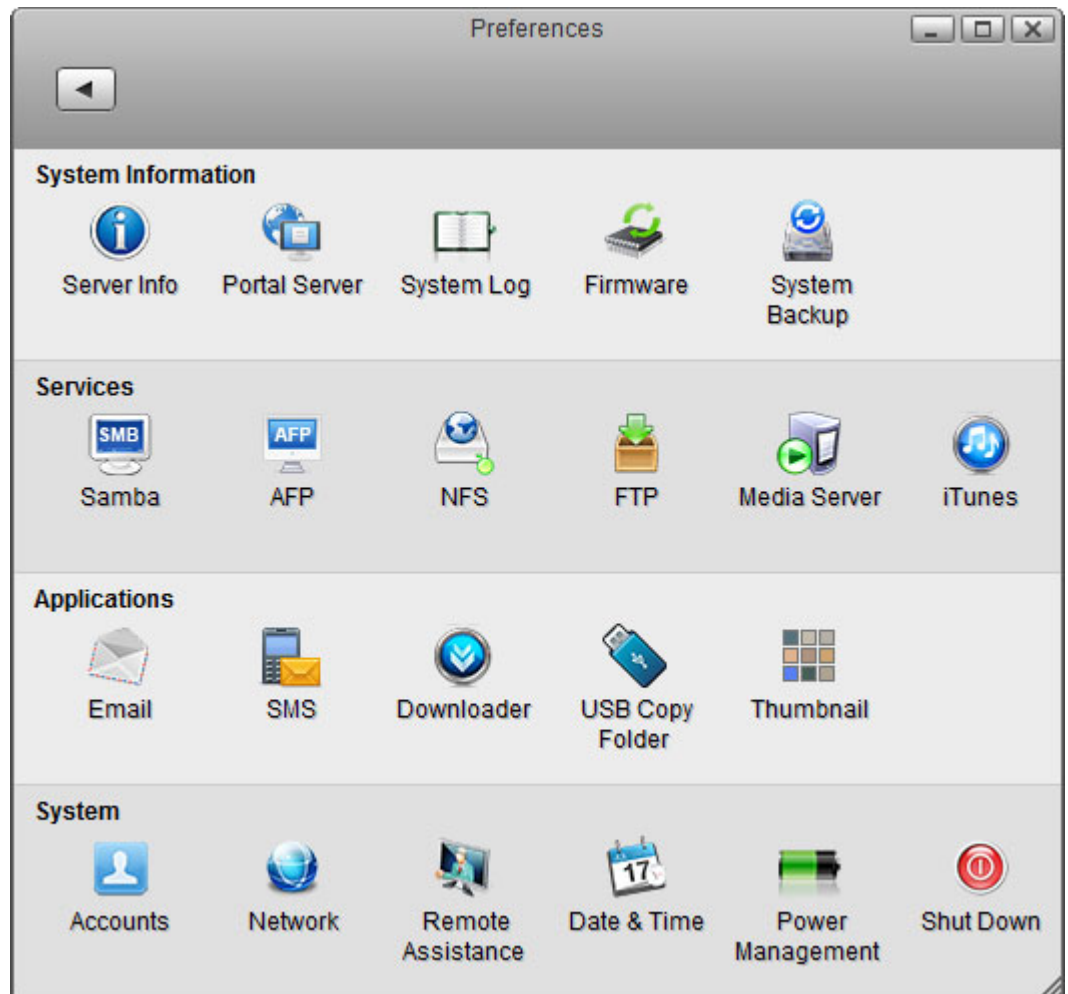 Preferences
System Information
Server Info Portal Server System Log Firmware System Backup
Services
SMB AFP
Samba AFP NFS FTP Media Server iTunes
Applications
Email SMS Downloader USB Copy Folder Thumbnail
System
17
Accounts Network Remote Assistance Date & Time Power Management Shut Down